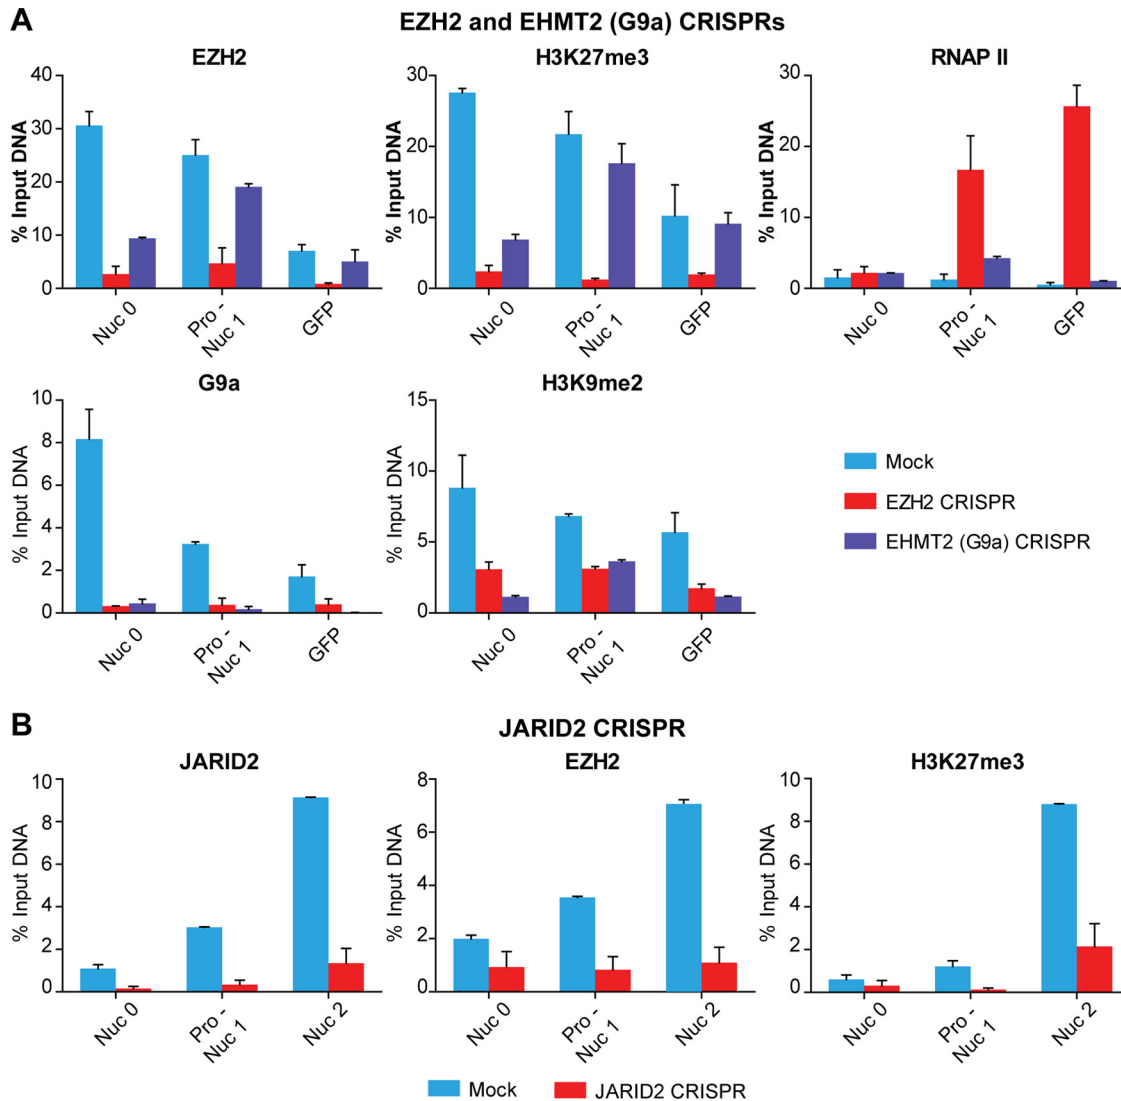 A
EZH2 and EHMT2 (G9a) CRISPRs
EZH2
% Input DNA
40
30
20
10
0
Nuc 0
Pro -
Nuc 1
GFP
H3K27me3
% Input DNA
30
20
10
0
Nuc 0
Pro -
Nuc 1
GFP
RNAP II
% Input DNA
30
20
10
0
Nuc 0
Pro -
Nuc 1
GFP
G9a
% Input DNA
10
8
6
4
2
0
Nuc 0
Pro -
Nuc 1
GFP
H3K9me2
% Input DNA
15
10
5
0
Nuc 0
Pro -
Nuc 1
GFP
Mock
EZH2 CRISPR
EHMT2 (G9a) CRISPR
B
JARID2 CRISPR
JARID2
% Input DNA
10
8
6
4
2
0
Nuc 0
Pro -
Nuc 1
Nuc 2
EZH2
% Input DNA
8
6
4
2
0
Nuc 0
Pro -
Nuc 1
Nuc 2
H3K27me3
% Input DNA
10
8
6
4
2
0
Nuc 0
Pro -
Nuc 1
Nuc 2
Mock
JARID2 CRISPR